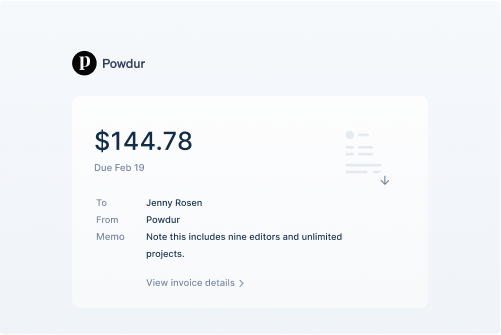 Powdur
$144.78
Due Feb 19
To Jenny Rosen
From Powdur
Memo Note this includes nine editors and unlimited
projects.
View invoice details